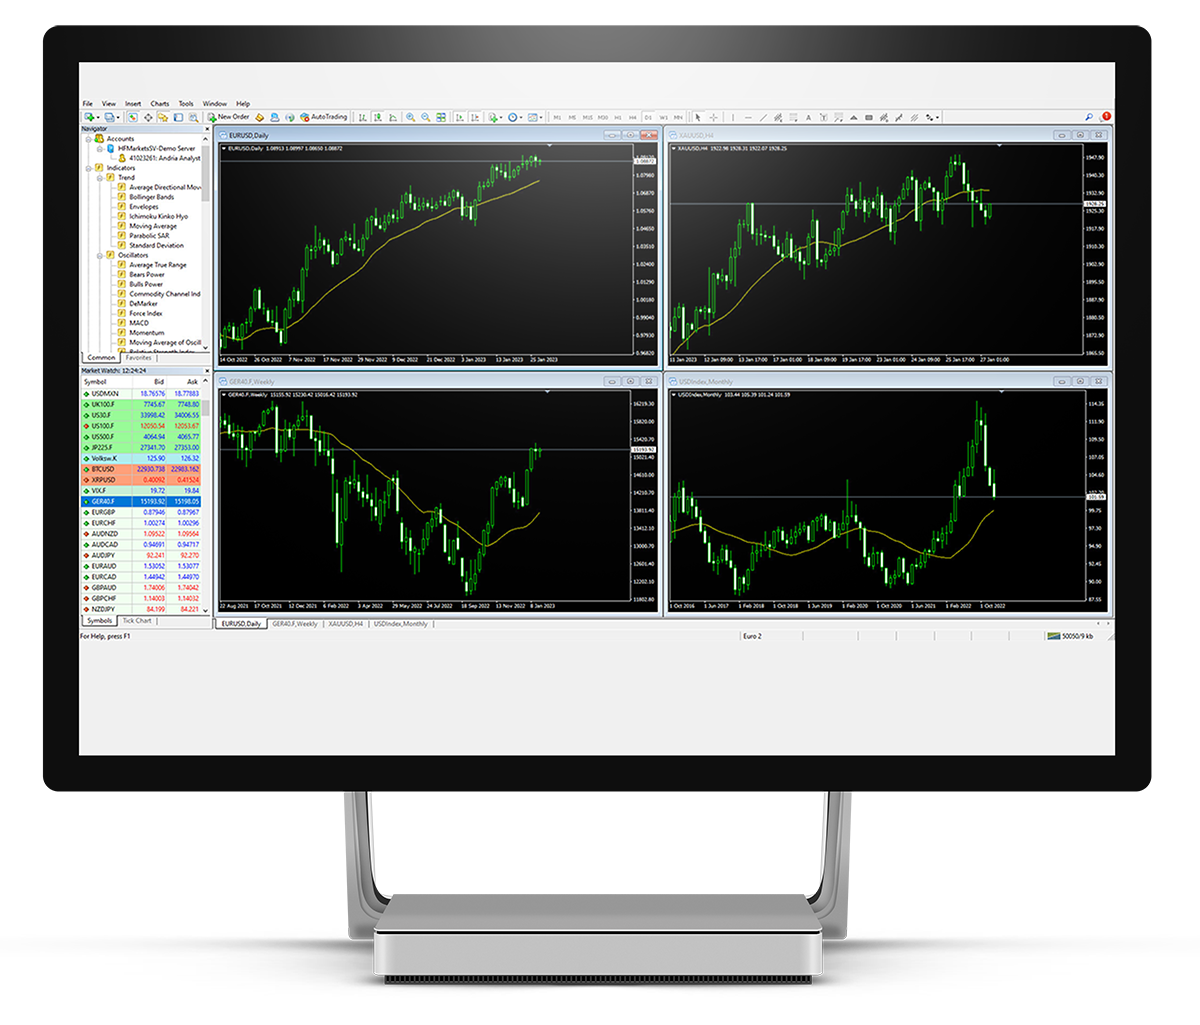 File View Insert Charts Tools Window Help
New Order AutoTrading M1 M5 M15 M30 H1 H4 D1 W1 MN 1
Navigator
Accounts
HFMarketsSV-Demo Server
41023261: Andria Analyst
Indicators
Trend
Average Directional Mov
Bollinger Bands
Envelopes
Ichimoku Kinko Hyo
Moving Average
Parabolic SAR
Standard Deviation
Oscillators
Average True Range
Bears Power
Bulls Power
Commodity Channel Ind
DeMarker
Force Index
MACD
Momentum
Moving Average of Oscill
Relative Strength Index
Common Favorites
Market Watch: 12:24:24
Symbol Bid Ask
USDMXN 18.76576 18.77883
UK100.F 7745.67 7748.80
US30.F 33998.42 34006.55
US100.F 12050.54 12053.67
US500.F 4064.94 4065.77
JP225.F 27341.70 27353.00
Volksw.K 125.90 126.32
BTCUSD 22930.738 22983.162
XRPUSD 0.40092 0.41524
VIX.F 19.72 19.84
GER40.F 15193.92 15198.05
EURGBP 0.87946 0.87967
EURCHF 1.00274 1.00296
AUDNZD 1.09522 1.09564
AUDCAD 0.94691 0.94717
AUDJPY 92.241 92.270
EURAUD 1.53052 1.53077
EURCAD 1.44942 1.44970
GBPAUD 1.74006 1.74042
GBPCHF 1.14003 1.14032
NZDJPY 84.199 84.221
Symbols Tick Chart
For Help, press F1
EURUSD,Daily
EURUSD,Daily 1.08913 1.08997 1.08650 1.08872
1.08872
1.07980
1.06870
1.05760
1.04650
1.03510
1.02400
1.01290
1.00180
0.99040
0.97930
0.96820
14 Oct 2022 26 Oct 2022 7 Nov 2022 17 Nov 2022 29 Nov 2022 9 Dec 2022 21 Dec 2022 3 Jan 2023 13 Jan 2023 25 Jan 2023
XAUUSD,H4
XAUUSD,H4 1922.98 1928.31 1922.07 1928.25
1947.90
1940.30
1932.90
1928.25
1925.30
1917.90
1910.30
1902.90
1895.50
1887.90
1880.50
1872.90
1865.50
11 Jan 2023 12 Jan 09:00 13 Jan 17:00 17 Jan 01:00 18 Jan 09:00 19 Jan 17:00 23 Jan 01:00 24 Jan 09:00 25 Jan 17:00 27 Jan 01:00
GER40.F,Weekly
GER40.F,Weekly 15155.92 15230.42 15016.42 15193.92
16219.30
15820.00
15420.70
15193.92
15021.40
14610.00
14210.70
13811.40
13412.10
13000.70
12601.40
12202.10
11802.80
22 Aug 2021 17 Oct 2021 12 Dec 2021 6 Feb 2022 3 Apr 2022 29 May 2022 24 Jul 2022 18 Sep 2022 13 Nov 2022 8 Jan 2023
USDIndex,Monthly
USDIndex,Monthly 103.44 105.39 101.24 101.59
114.35
111.90
109.50
107.05
104.65
101.59
99.75
97.30
94.90
92.45
90.00
87.55
1 Oct 2016 1 Jun 2017 1 Feb 2018 1 Oct 2018 1 Jun 2019 1 Feb 2020 1 Oct 2020 1 Jun 2021 1 Feb 2022 1 Oct 2022
EURUSD,Daily GER40.F,Weekly XAUUSD,H4 USDIndex,Monthly
Euro 2 50050/9 kb